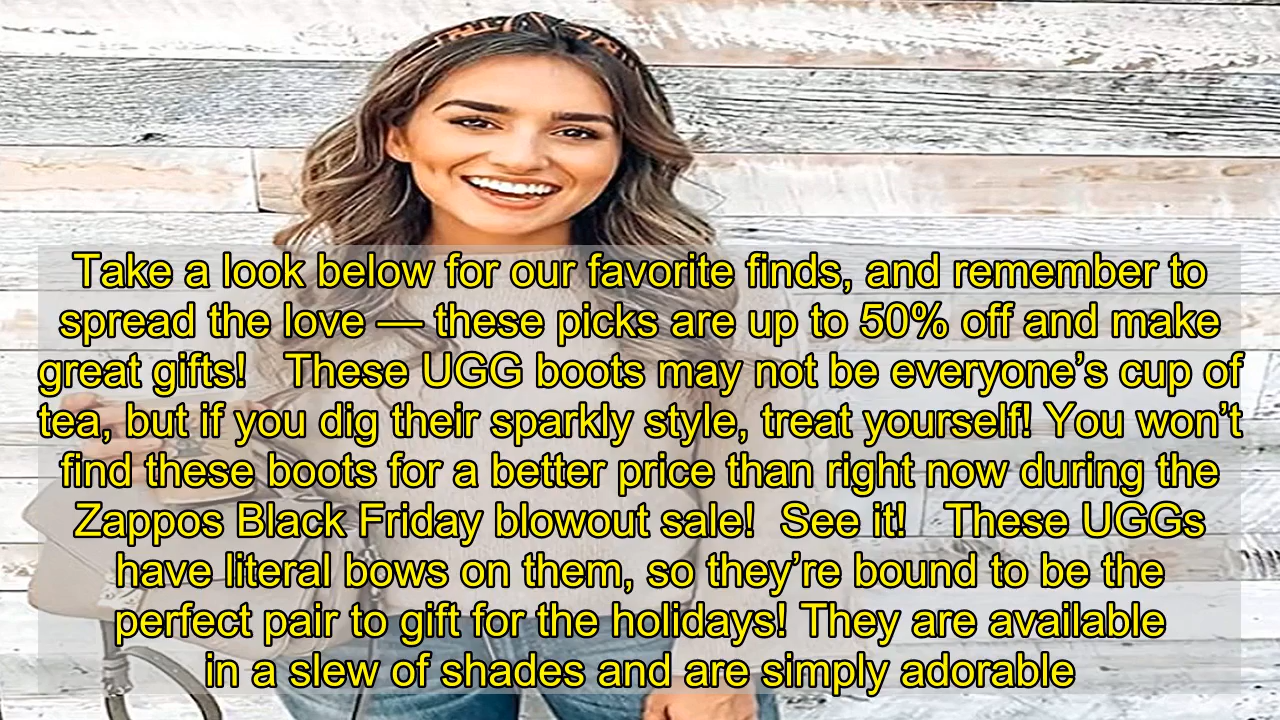 Take a look below for our favorite finds, and remember to
spread the love — these picks are up to 50% off and make
great gifts!   These UGG boots may not be everyone’s cup of
tea, but if you dig their sparkly style, treat yourself! You won’t
find these boots for a better price than right now during the
Zappos Black Friday blowout sale!  See it!   These UGGs
have literal bows on them, so they’re bound to be the
perfect pair to gift for the holidays! They are available
in a slew of shades and are simply adorable